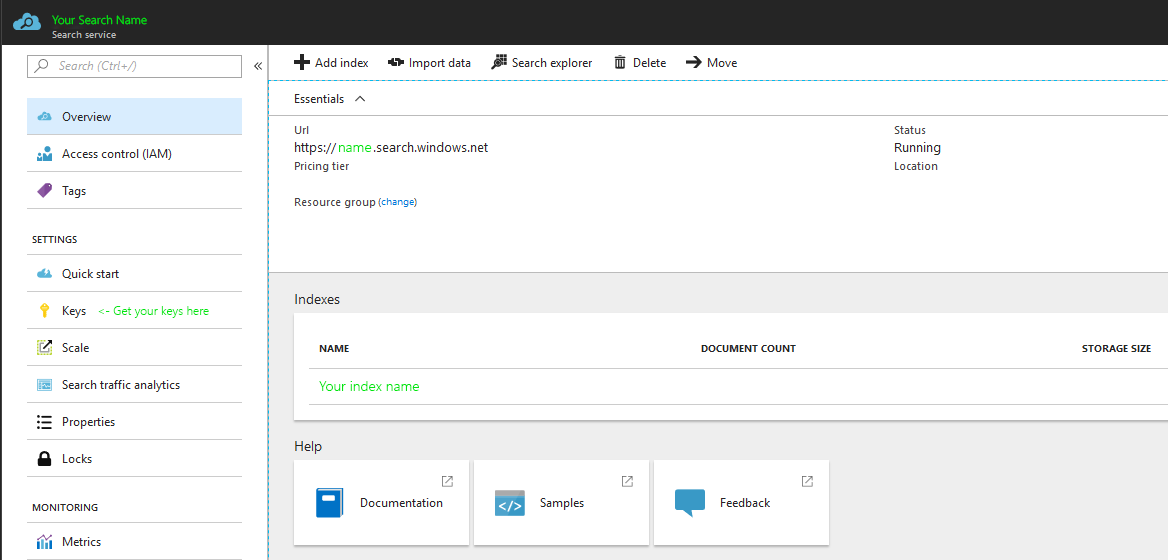 Your Search Name
Search service
Search (Ctrl+/)
«
Add index Import data Search explorer Delete Move
Overview
Access control (IAM)
Tags
SETTINGS
Quick start
Keys <- Get your keys here
Scale
Search traffic analytics
Properties
Locks
MONITORING
Metrics
Essentials
Url
https://name.search.windows.net
Pricing tier
Resource group (change)
Status
Running
Location
Indexes
NAME DOCUMENT COUNT STORAGE SIZE
Your index name
Help
Documentation Samples Feedback